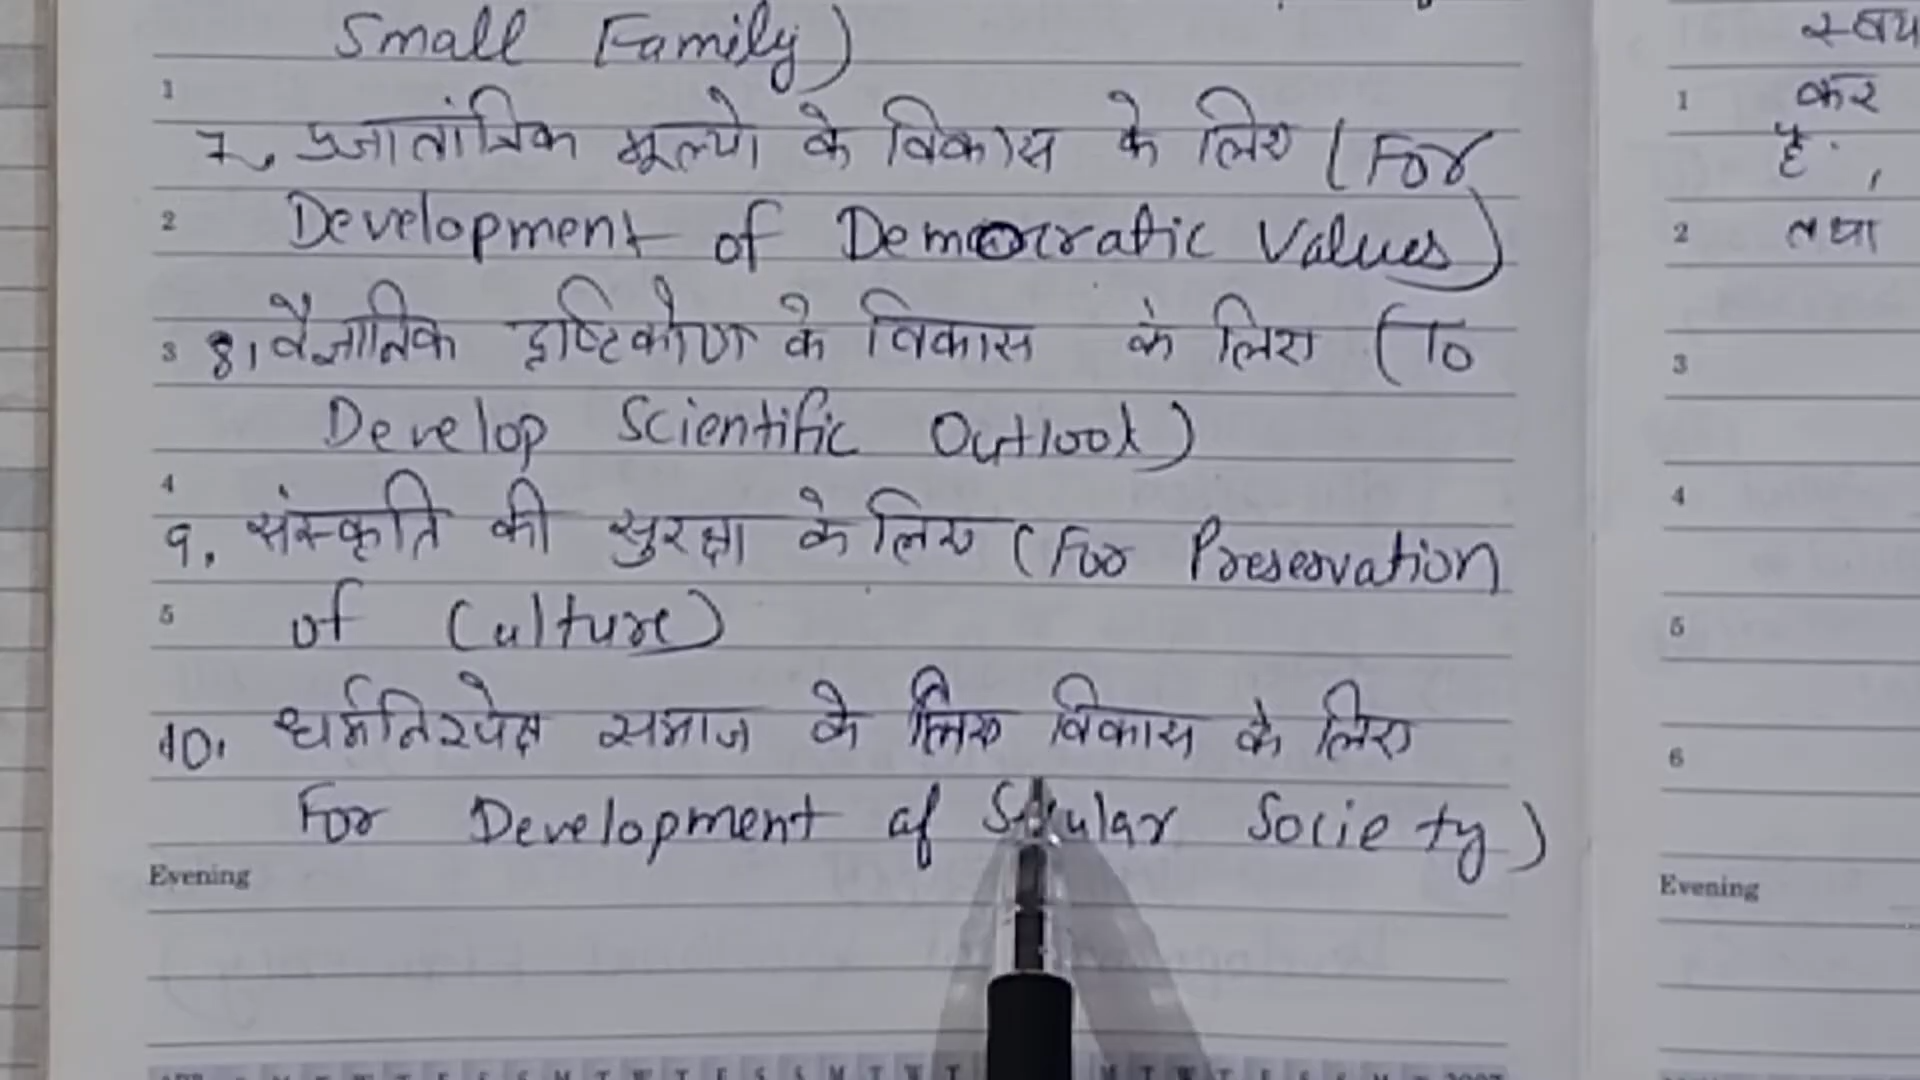 Small Family)
1
7. प्रजातांत्रिक मूल्यो के विकास के लिए (For
2 Development of Democratic Values)
3 8. वैज्ञानिक दृष्टिकोण के विकास के लिए (To
Develop Scientific Outlook)
4
9. संस्कृति की सुरक्षा के लिए (For Preservation
5 of Culture)
10. धर्मनिरपेक्ष समाज के लिए विकास के लिए
For Development of Secular Society)
Evening
1 कर
है,
2 तथा
3
4
5
6
Evening